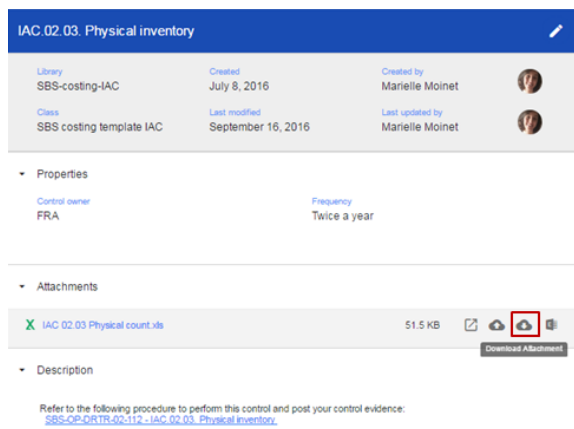 IAC.02.03. Physical inventory
Library Created Created by
SBS-costing-IAC July 8, 2016 Marielle Moinet
Class Last modified Last updated by
SBS costing template IAC September 16, 2016 Marielle Moinet
Properties
Control owner Frequency
FRA Twice a year
Attachments
X IAC 02.03 Physical count.xls 51.5 KB
Download Attachment
Description
Refer to the following procedure to perform this control and post your control evidence:
SBS-OP-DRTR-02-112 - IAC.02.03. Physical inventory.